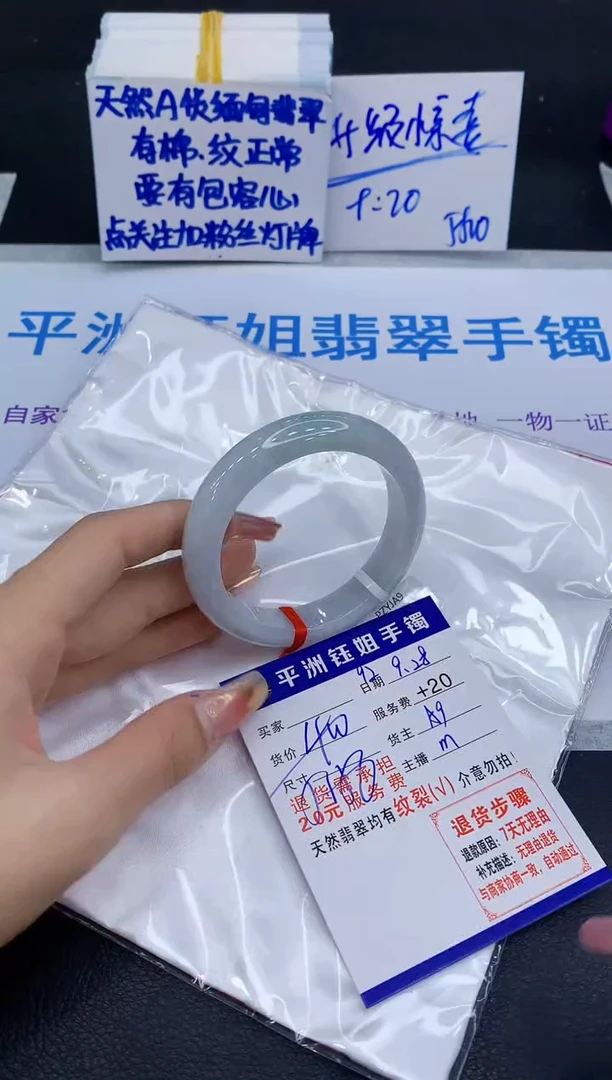 天然A货缅甸翡翠
有棉、纹正常
要有包容心
点关注加粉丝灯牌
升级惊喜
+:20
平洲钰姐翡翠手镯
自家
一物一证
PZYJA9
平洲钰姐手镯
日期 9.28
买家
服务费 +20
货价
货主 A9
尺寸
主播 m
退货需承担
20元服务费
天然翡翠均有纹裂(√)介意勿拍!
退货步骤
退款原因:7天无理由
补充描述:无理由退货
与商家协商一致,自动通过